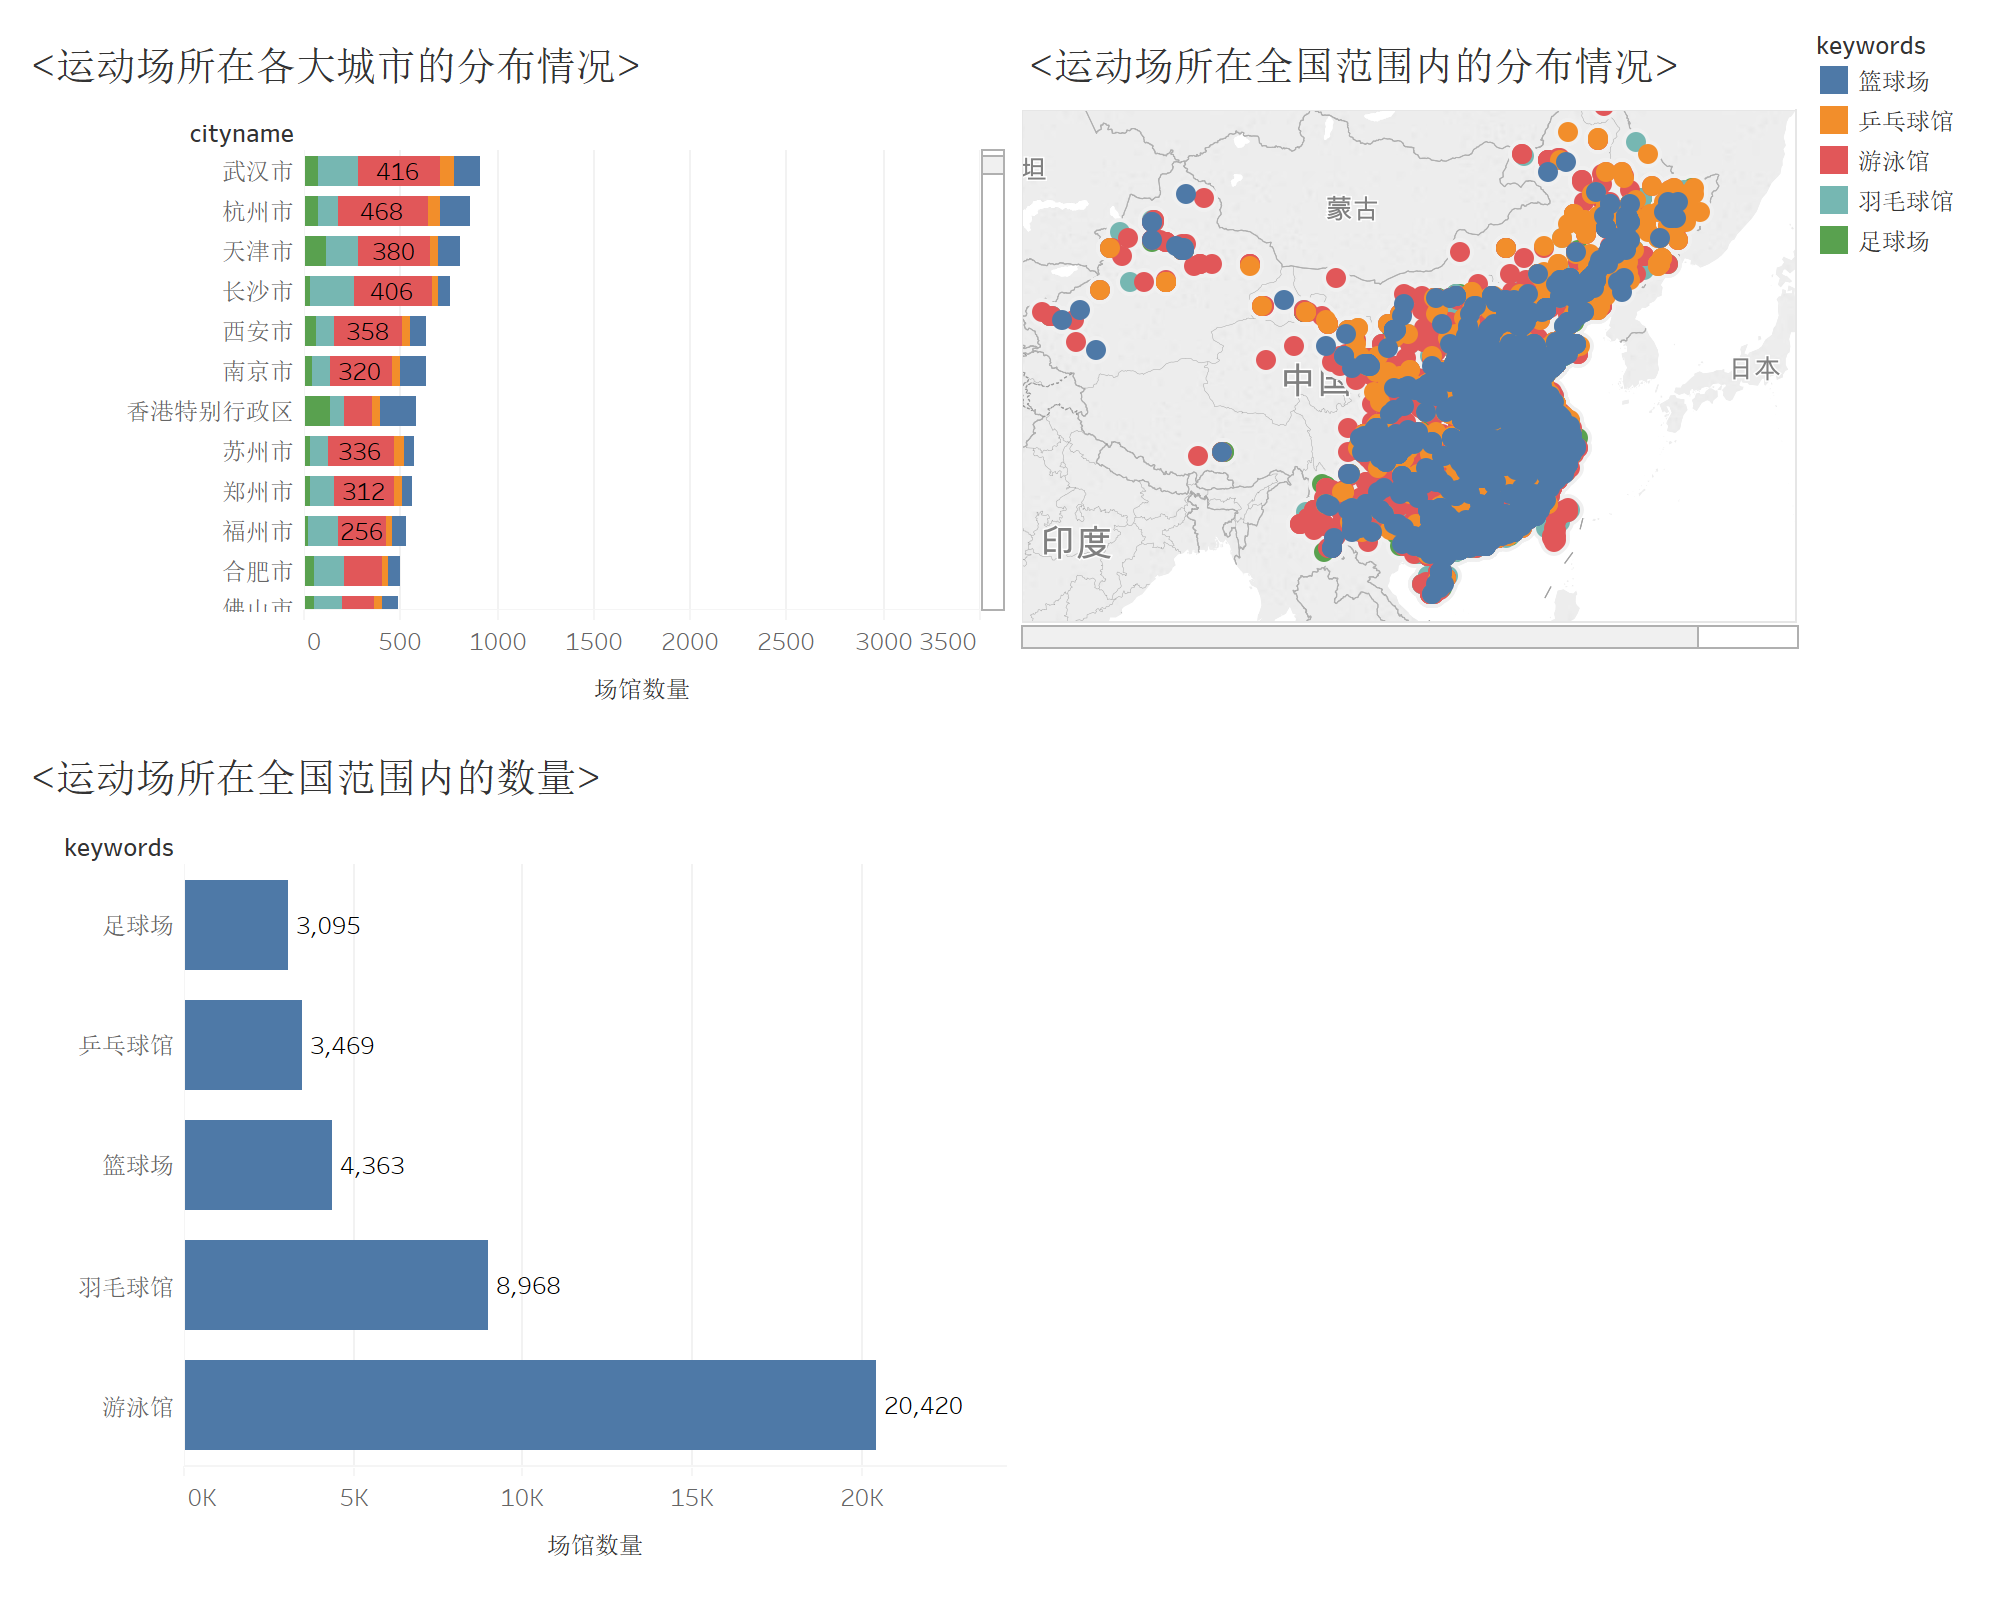 <运动场所在各大城市的分布情况>
cityname
武汉市 416
杭州市 468
天津市 380
长沙市 406
西安市 358
南京市 320
香港特别行政区
苏州市 336
郑州市 312
福州市 256
合肥市
佛山市
0 500 1000 1500 2000 2500 3000 3500
场馆数量
<运动场所在全国范围内的分布情况>
坦
蒙古
中国
日本
印度
keywords
篮球场
乒乓球馆
游泳馆
羽毛球馆
足球场
<运动场所在全国范围内的数量>
keywords
足球场 3,095
乒乓球馆 3,469
篮球场 4,363
羽毛球馆 8,968
游泳馆 20,420
0K 5K 10K 15K 20K
场馆数量